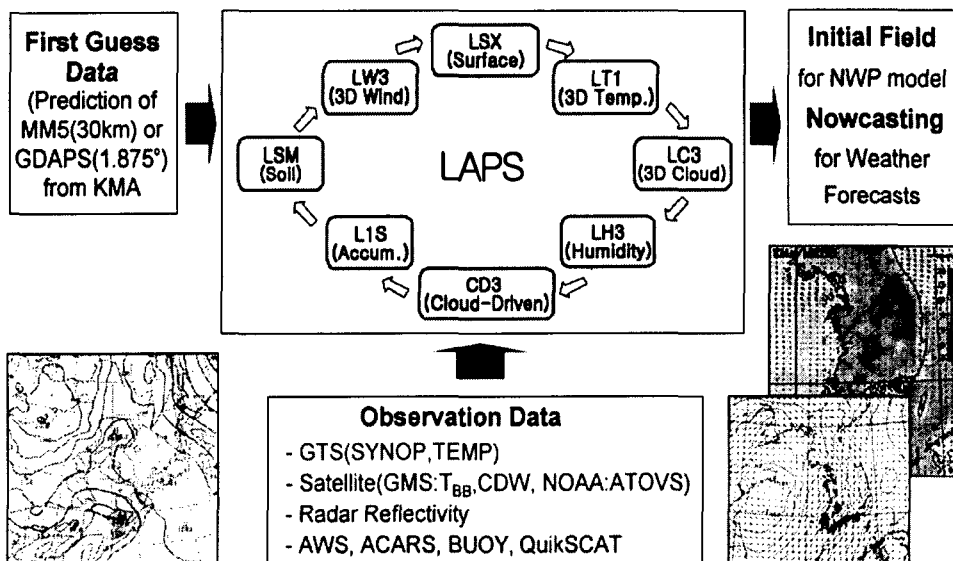 First Guess
Data
(Prediction of
MM5(30km) or
GDAPS(1.875°)
from KMA
LSX
(Surface)
LW3
(3D Wind)
LT1
(3D Temp.)
LSM
(Soil)
LAPS
LC3
(3D Cloud)
L1S
(Accum.)
LH3
(Humidity)
CD3
(Cloud-Driven)
Initial Field
for NWP model
Nowcasting
for Weather
Forecasts
Observation Data
- GTS(SYNOP,TEMP)
- Satellite(GMS:TBB,CDW, NOAA:ATOVS)
- Radar Reflectivity
- AWS, ACARS, BUOY, QuikSCAT